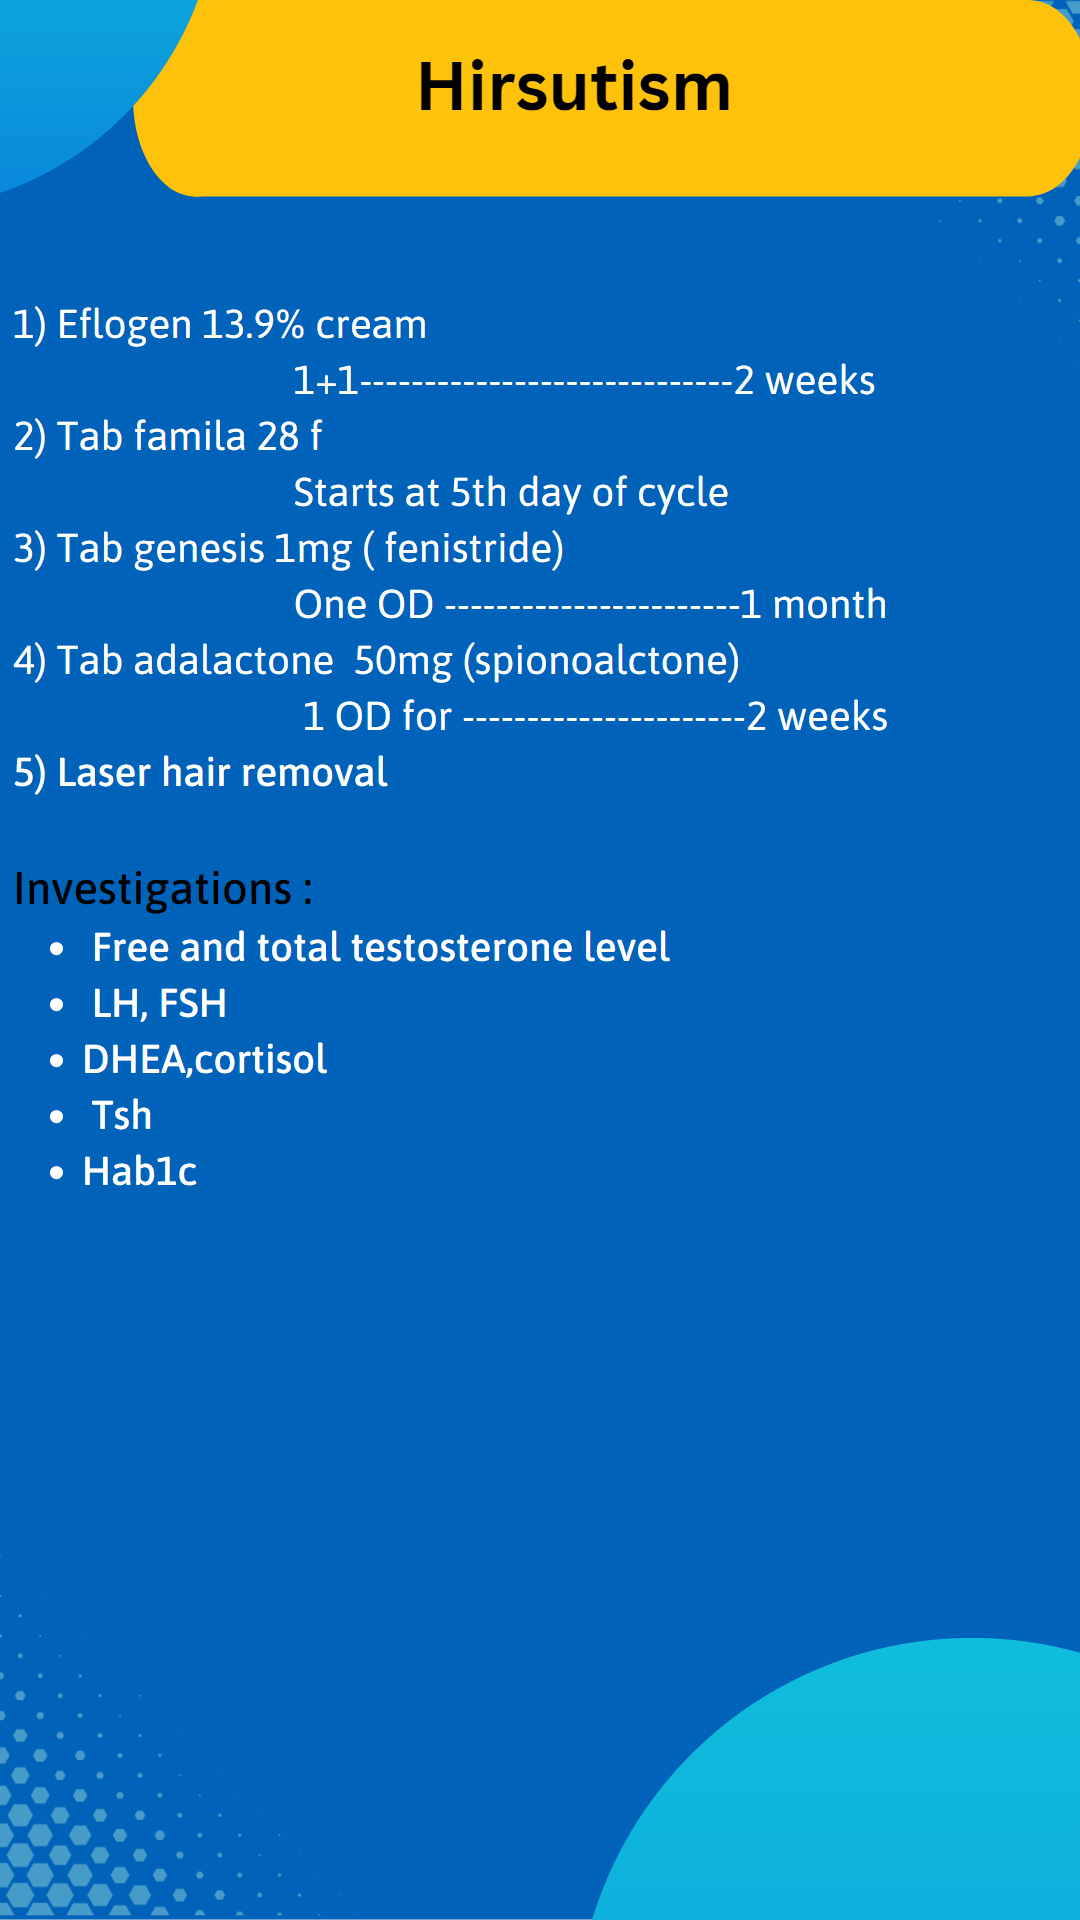 Hirsutism
1) Eflogen 13.9% cream
1+1-----------------------------2 weeks
2) Tab famila 28 f
Starts at 5th day of cycle
3) Tab genesis 1mg ( fenistride)
One OD -----------------------1 month
4) Tab adalactone  50mg (spionoalctone)
1 OD for ----------------------2 weeks
5) Laser hair removal
Investigations :
• Free and total testosterone level
• LH, FSH
• DHEA,cortisol
• Tsh
• Hab1c